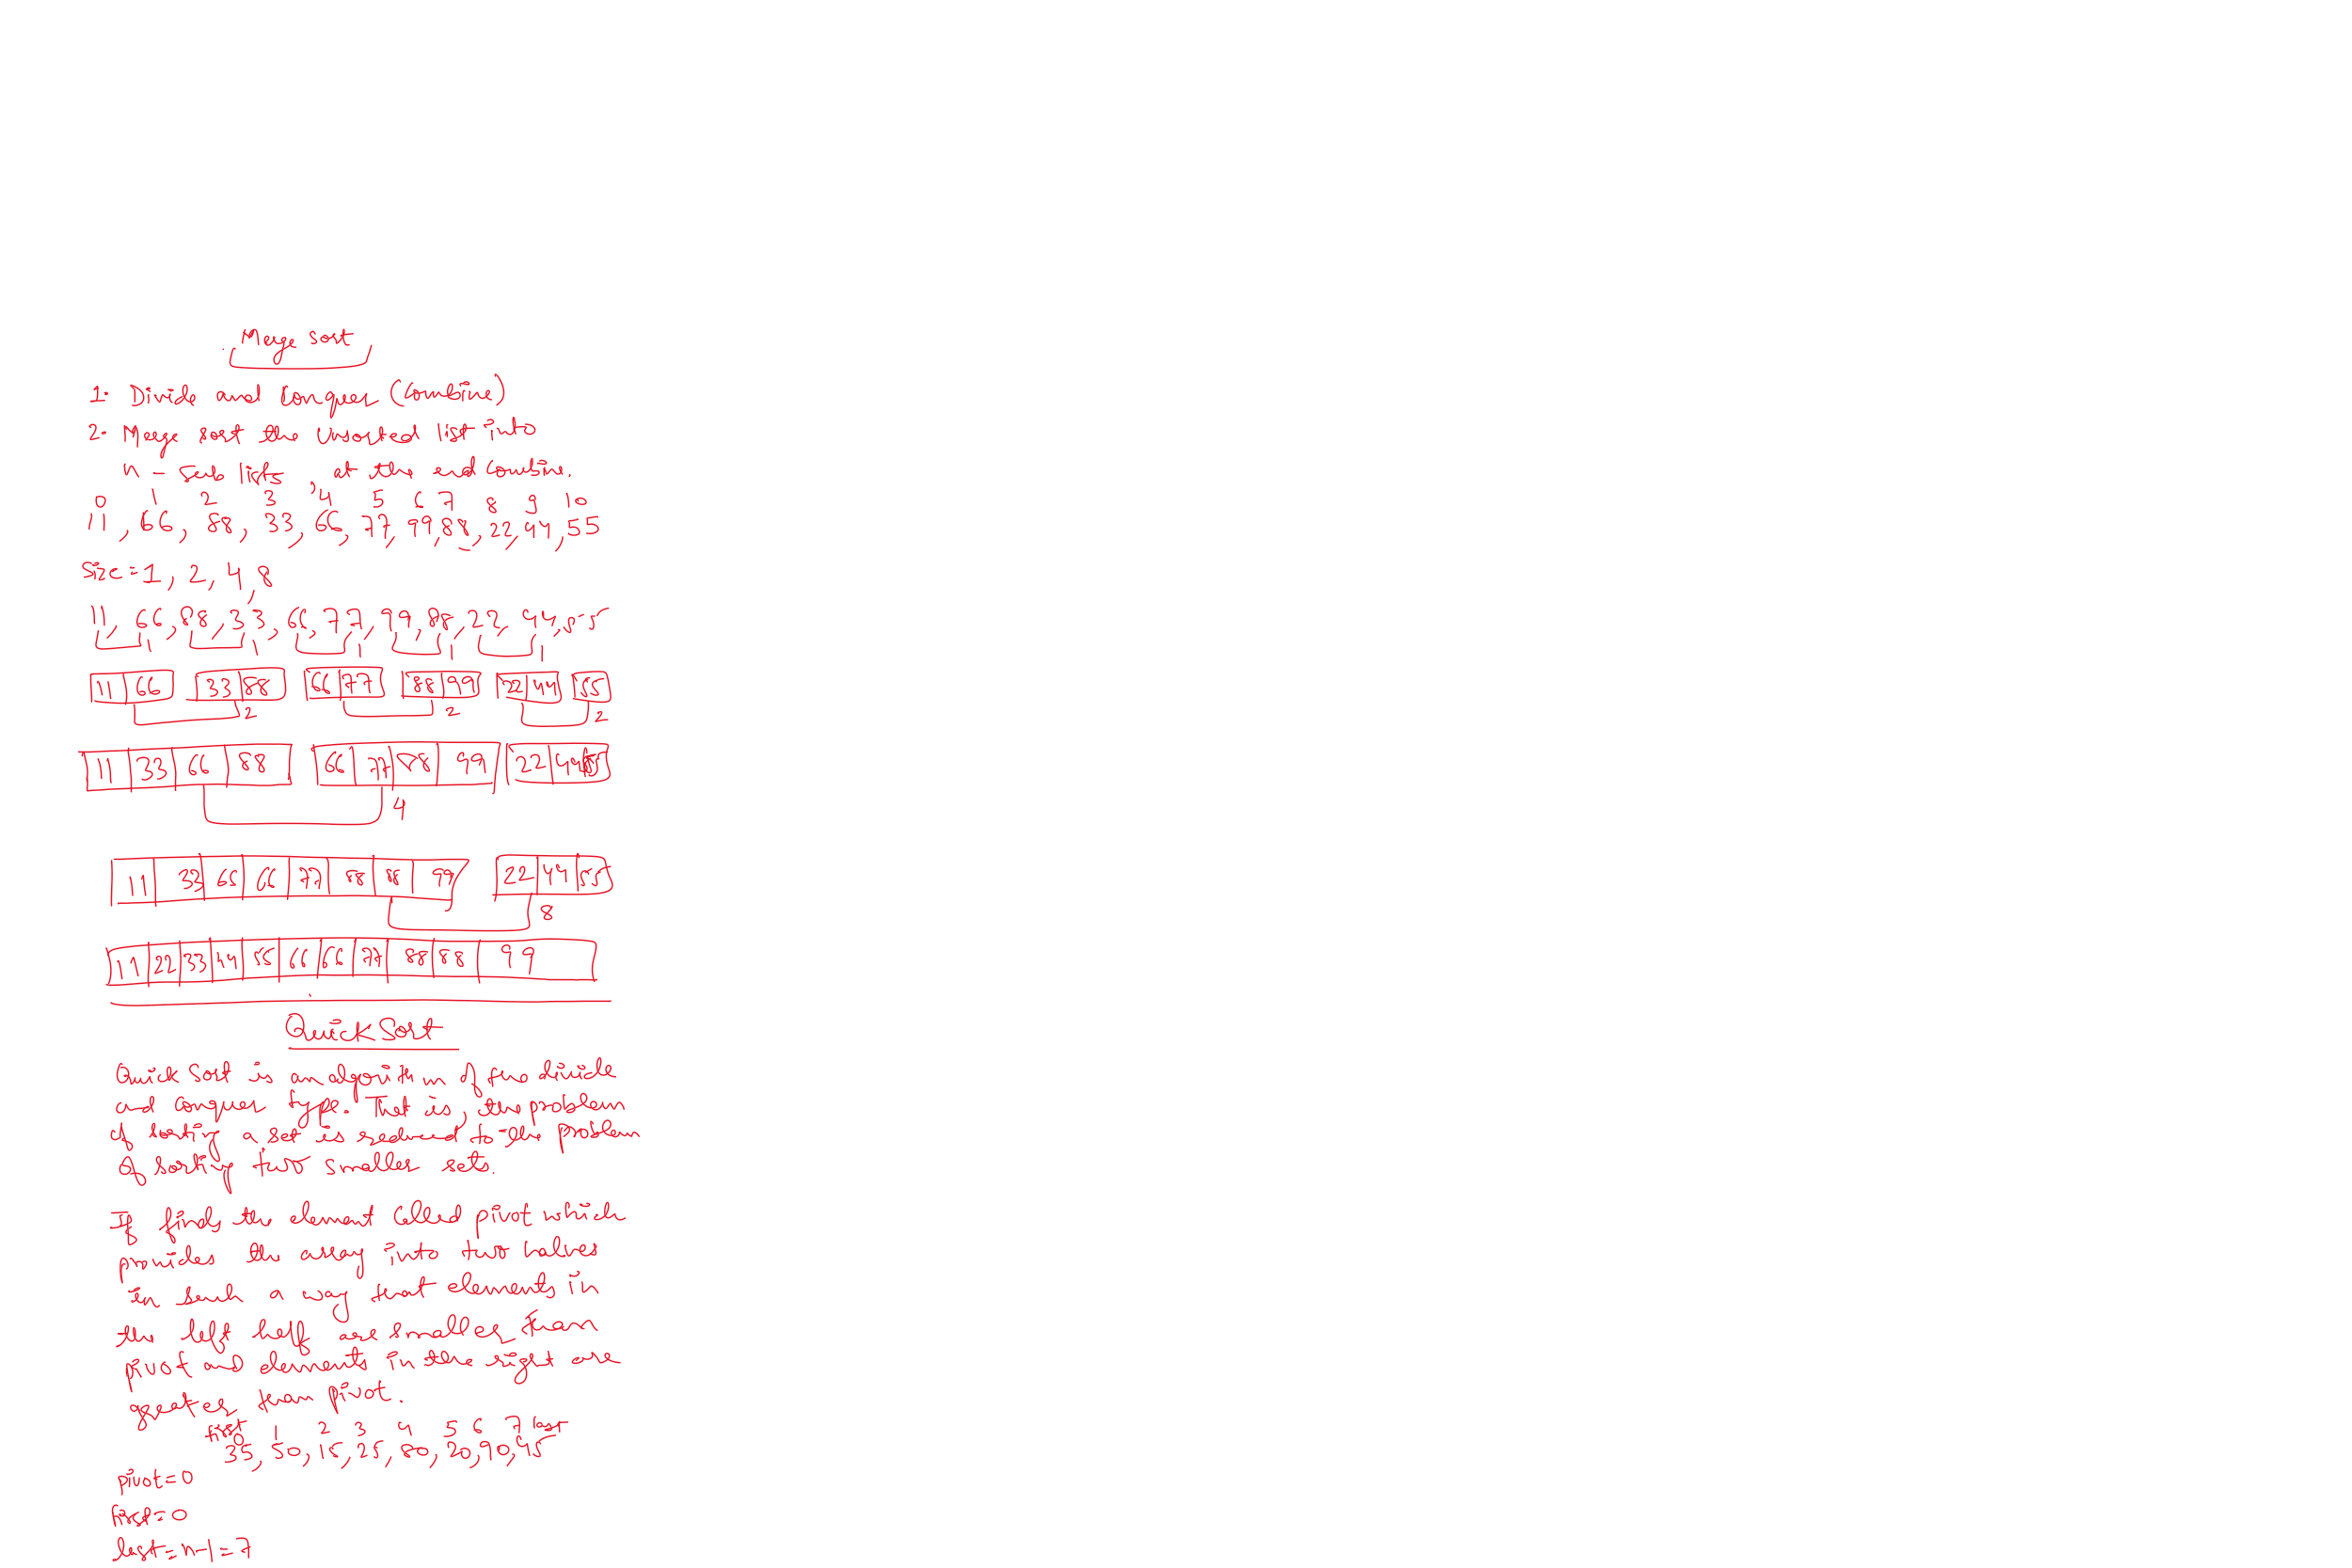 Merge Sort
1. Divide and Conquer (Combine)
2. Merge sort the Unsorted list into
n - Sub lists, at the end Combine.
0 1 2 3 4 5 6 7 8 9 10
11, 66, 88, 33, 66, 77, 99, 88, 22, 44, 55
Size = 1, 2, 4, 8
11, 66, 88, 33, 66, 77, 99, 88, 22, 44, 55
1 1 1 1 1
11 66 33 88 66 77 88 99 22 44 55
2 2 2
11 33 66 88 66 77 88 99 22 44 55
4
11 33 66 66 77 88 88 99 22 44 55
8
11 22 33 44 55 66 66 77 88 88 99
Quick Sort
Quick Sort is an algorithm of the divide
and Conquer type. That is, the problem
of sorting a set is reduced to the problem
of sorting two smaller sets.
If finds the element Called pivot which
provides the array into two halves
in such a way that elements in
the left half are smaller than
pivot and elements in the right are
greater than pivot.
first 0 1 2 3 4 5 6 7 last
35, 50, 15, 25, 80, 20, 90, 45
pivot = 0
first = 0
last = n-1 = 7